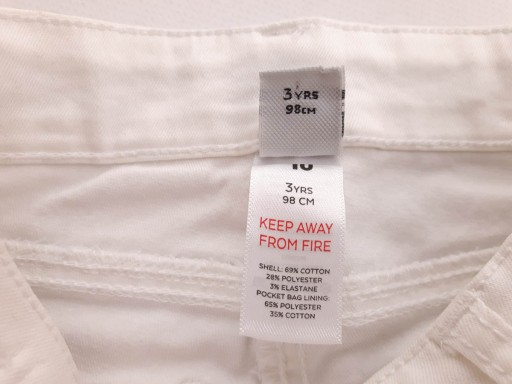 3YRS
98CM
3YRS
98 CM
KEEP AWAY
FROM FIRE
SHELL: 69% COTTON
28% POLYESTER
3% ELASTANE
POCKET BAG LINING:
65% POLYESTER
35% COTTON